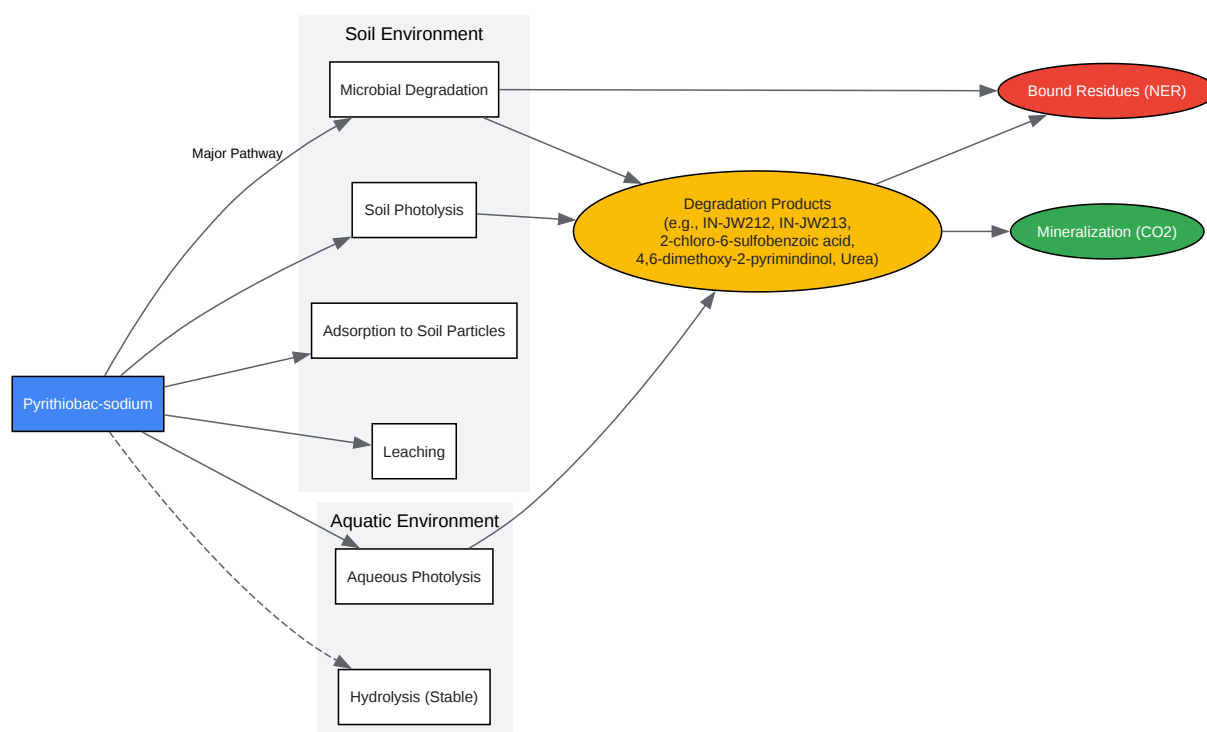 Soil Environment
Microbial Degradation
Bound Residues (NER)
Major Pathway
Soil Photolysis
Degradation Products
(e.g., IN-JW212, IN-JW213,
2-chloro-6-sulfobenzoic acid,
4,6-dimethoxy-2-pyrimindinol, Urea)
Mineralization (CO2)
Adsorption to Soil Particles
Pyrithiobac-sodium
Leaching
Aquatic Environment
Aqueous Photolysis
Hydrolysis (Stable)